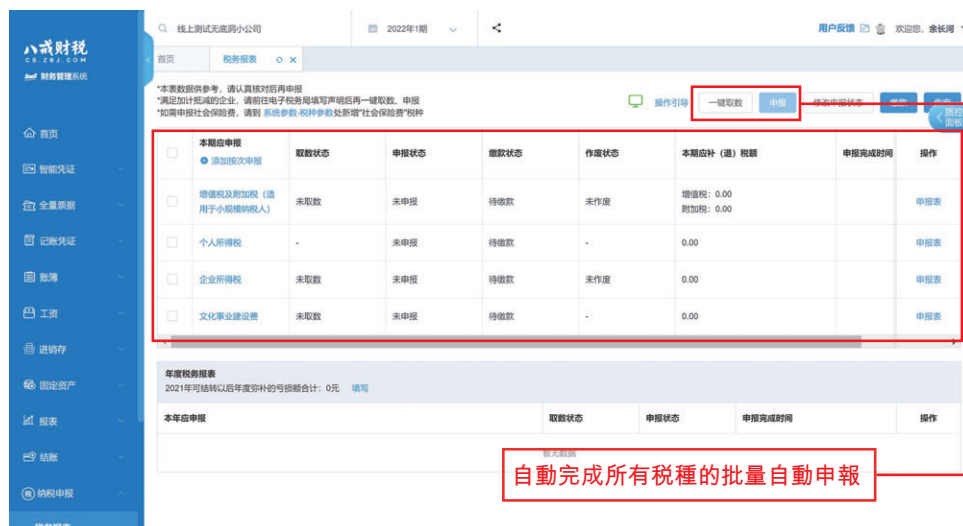 线上测试无底洞小公司
2022年1期
用户反馈
欢迎您, 余长河
八戒财税
CS.ZBJ.COM
财务管理系统
首页
税务报表
*本表数据供参考，请认真核对后再申报
*满足加计抵减的企业，请前往电子税务局填写声明后再一键取数、申报
*如需申报社会保险费，请到 系统参数-税种参数处新增"社会保险费"税种
操作引导
一键取数
申报
修改申报状态
质控面板
首页
智能凭证
全量票据
记账凭证
账簿
工资
进销存
固定资产
报表
结账
纳税申报
本期应申报
添加按次申报
取数状态
申报状态
缴款状态
作废状态
本期应补（退）税额
申报完成时间
操作
增值税及附加税（适
用于小规模纳税人）
未取数
未申报
待缴款
未作废
增值税：0.00
附加税：0.00
申报表
个人所得税
-
未申报
待缴款
-
0.00
申报表
企业所得税
未取数
未申报
待缴款
未作废
0.00
申报表
文化事业建设费
未取数
未申报
待缴款
-
0.00
申报表
年度税务报表
2021年可结转以后年度弥补的亏损额合计：0元 填写
本年应申报
取数状态
申报状态
申报完成时间
操作
暂无数据
自動完成所有税種的批量自動申報